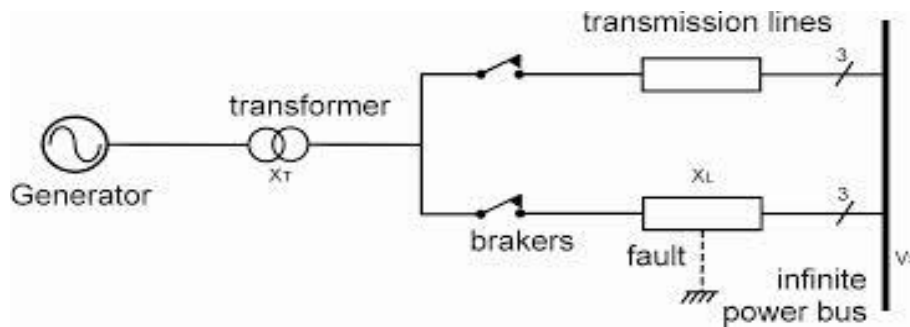 transmission lines
3
transformer
XT
Generator
XL
3
brakers
fault
infinite
power bus